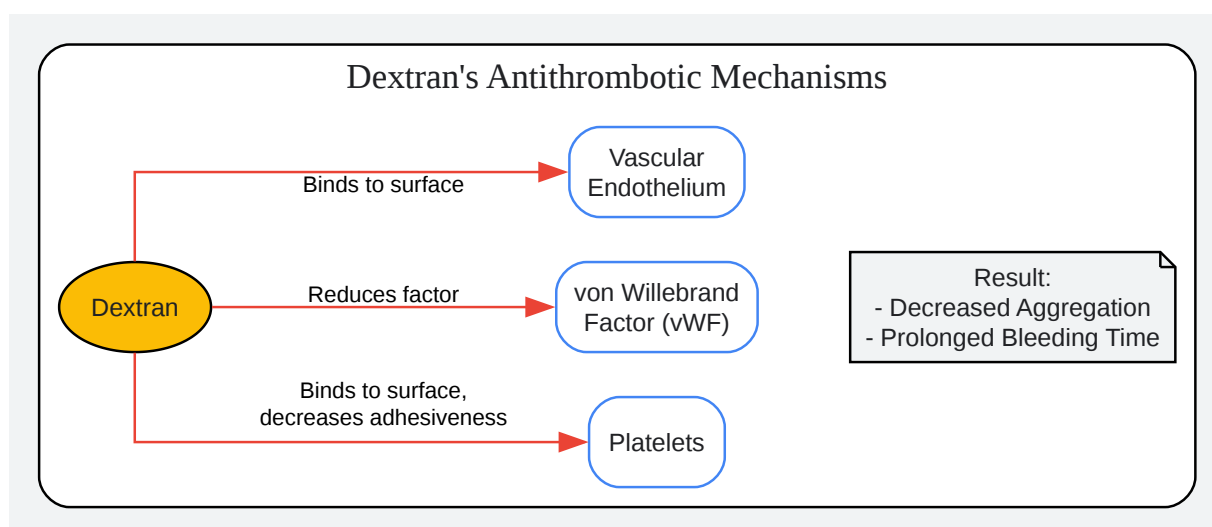 Dextran's Antithrombotic Mechanisms
Vascular
Endothelium
Binds to surface
Dextran
Reduces factor
von Willebrand
Factor (vWF)
Result:
- Decreased Aggregation
- Prolonged Bleeding Time
Binds to surface,
decreases adhesiveness
Platelets